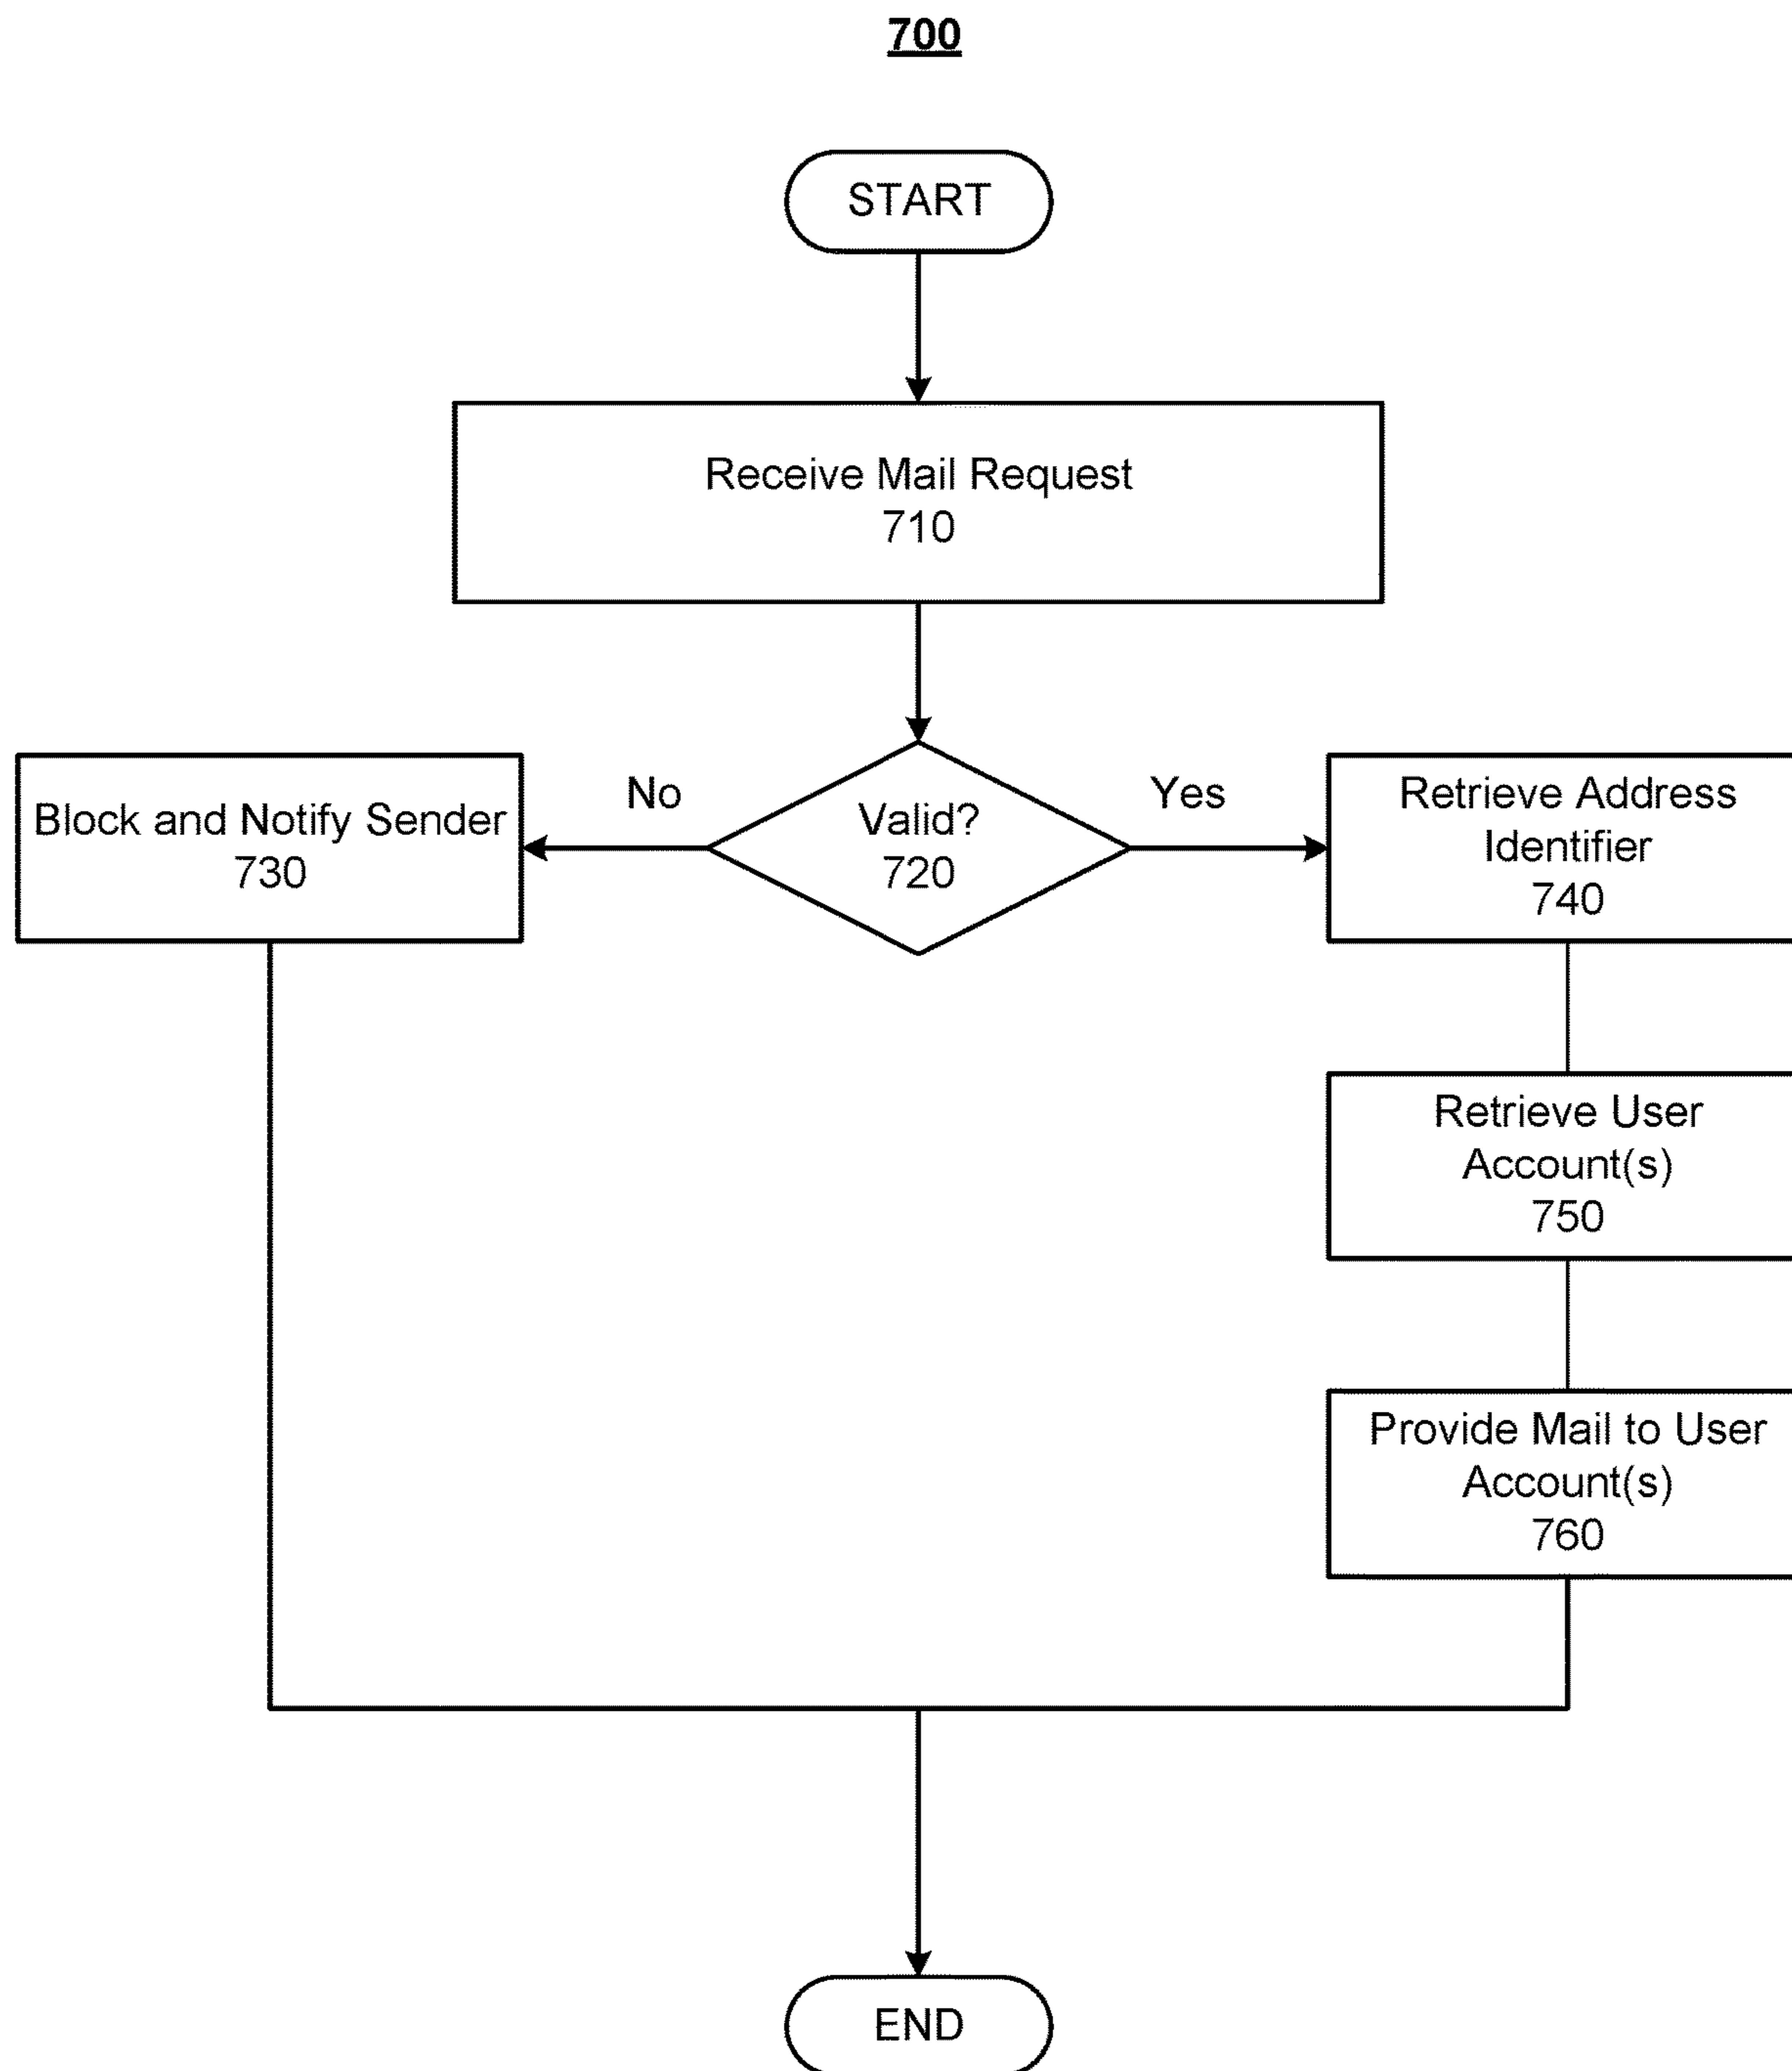 700
START
Receive Mail Request
710
No
Yes
Block and Notify Sender
730
Valid?
720
Retrieve Address
Identifier
740
Retrieve User
Account(s)
750
Provide Mail to User
Account(s)
760
END